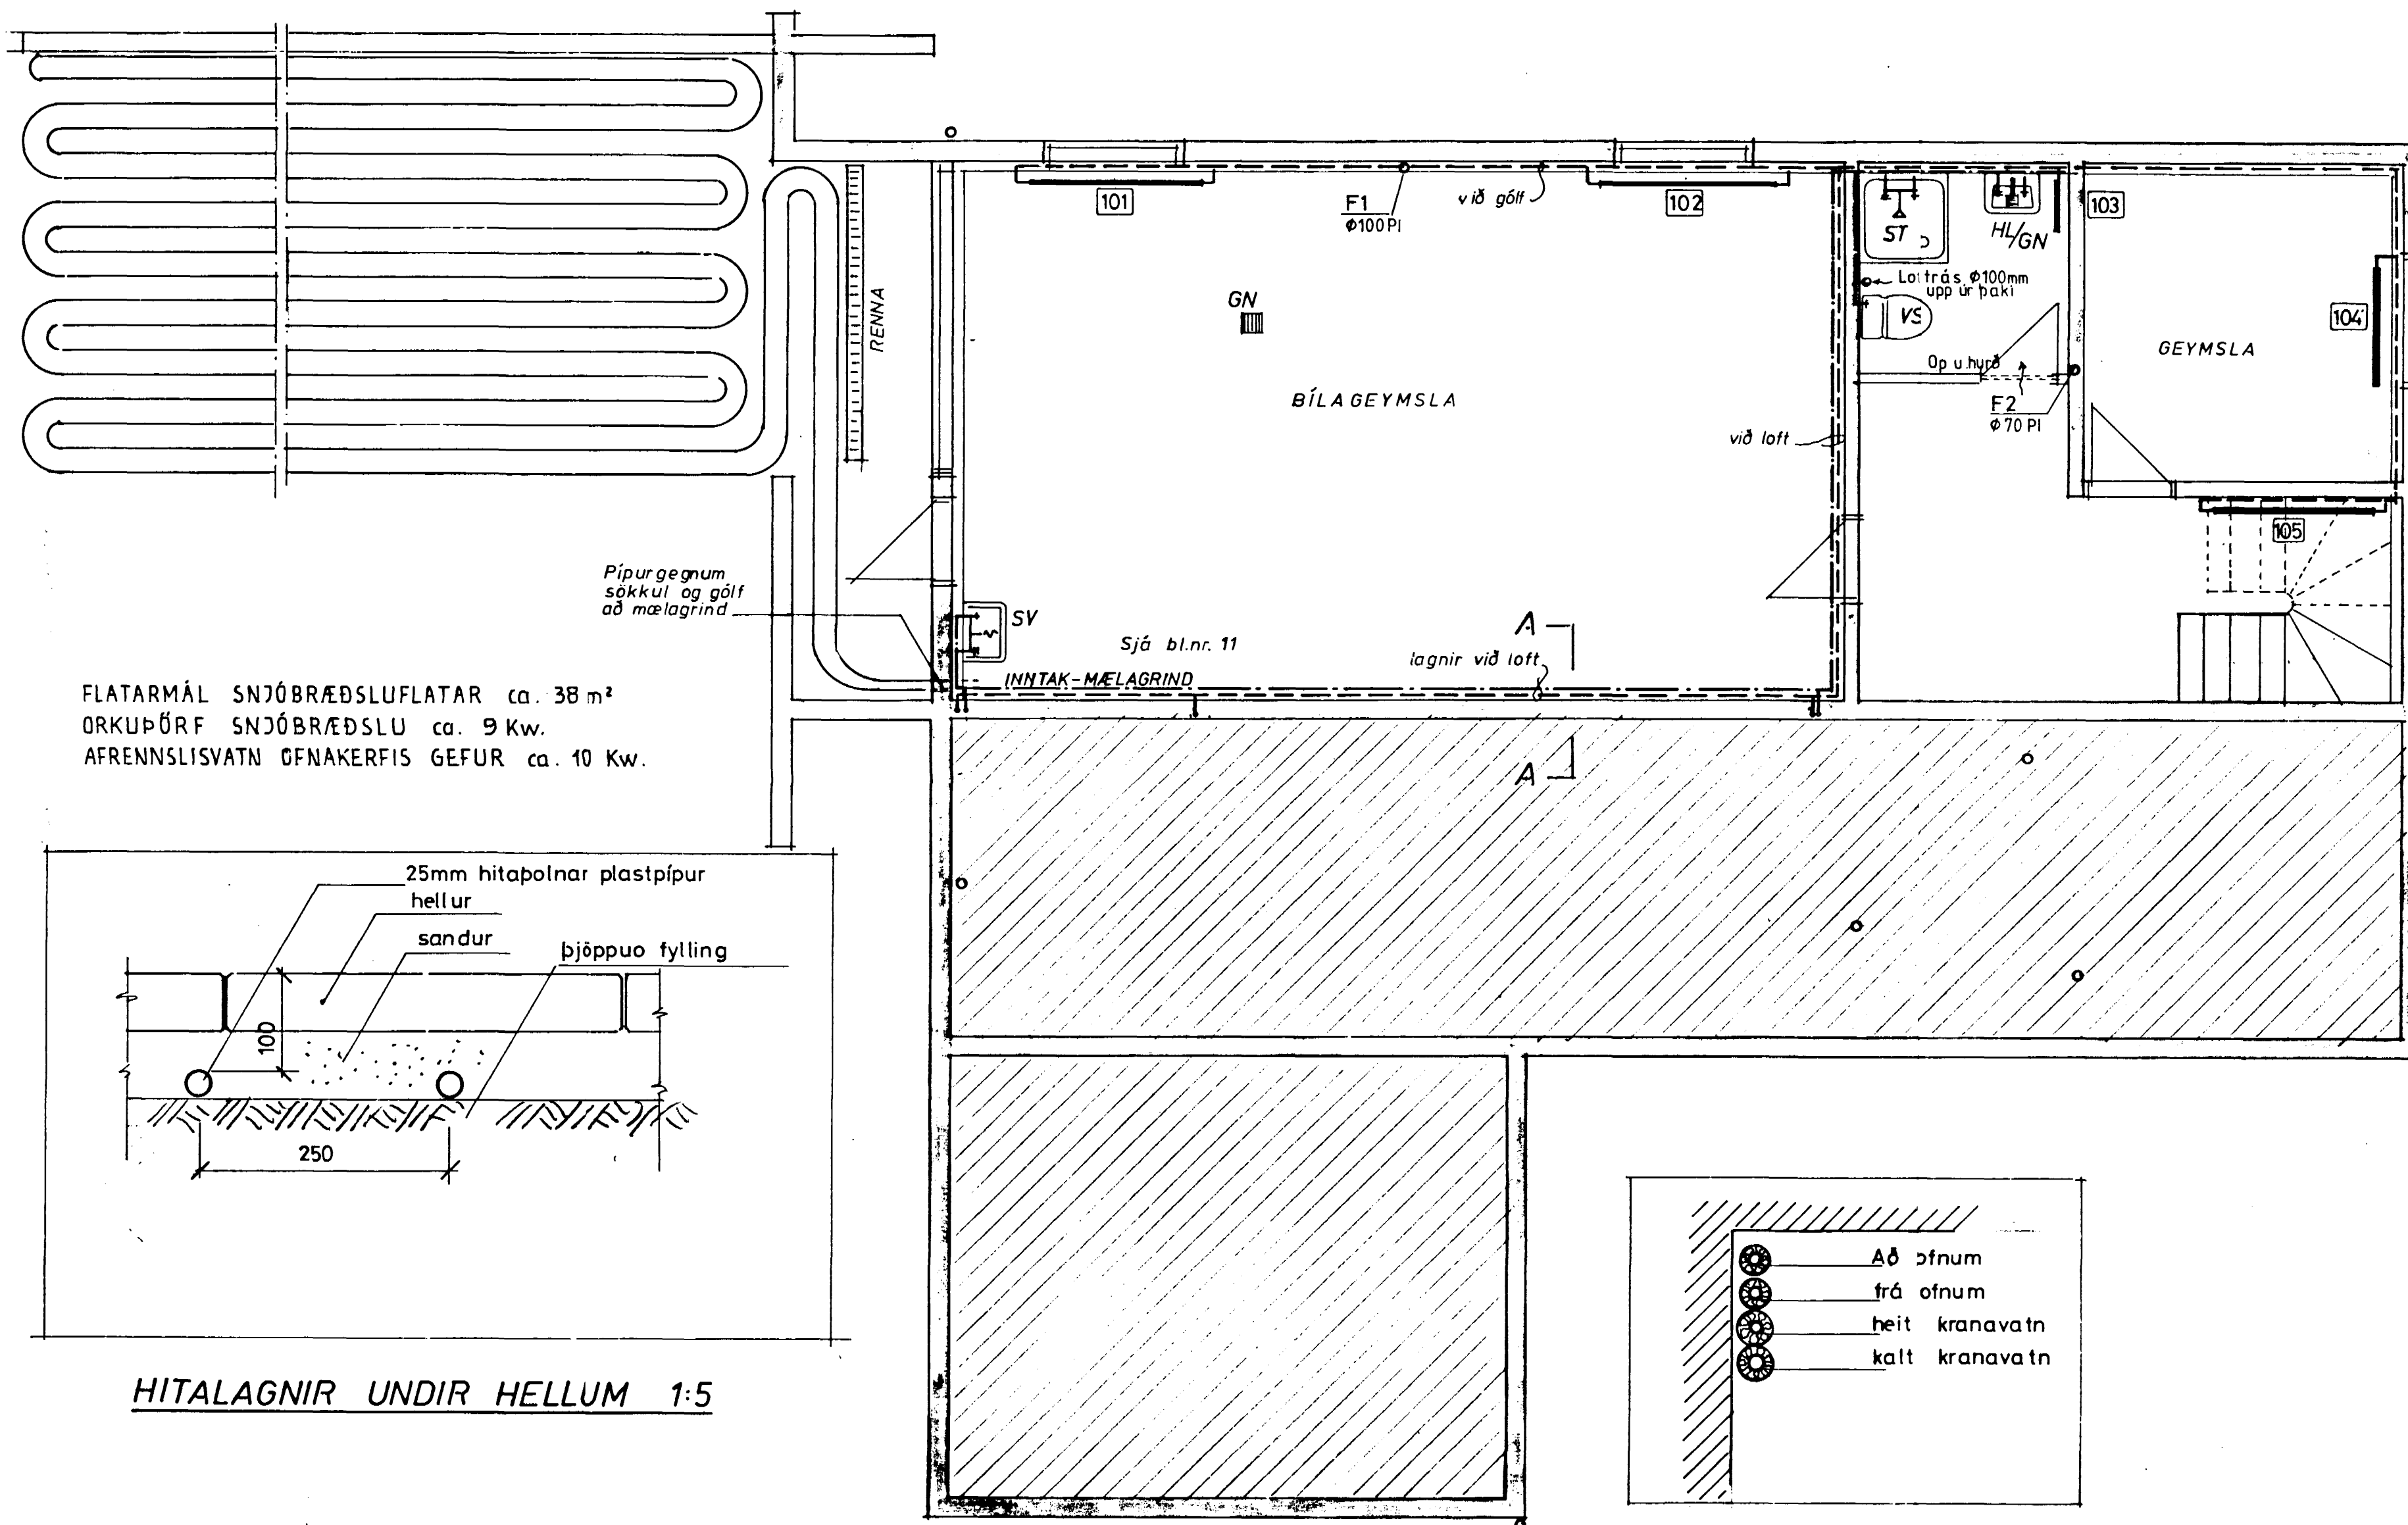 101
F1
φ100 Pl
við gólf
102
ST
HL/GN
103
Loftrás φ100mm
upp úr þaki
VS
104
GEYMSLA
Op u.hurð
F2
φ70 Pl
GN
RENNA
BÍLAGEYMSLA
við loft
105
Pípur gegnum
sökkul og gólf
að mælagrind
SV
Sjá bl.nr. 11
INNTAK-MÆLAGRIND
lagnir við loft
A
A
FLATARMÁL SNJÓBRÆÐSLUFLATAR ca. 38 m²
ORKUÞÖRF SNJÓBRÆÐSLU ca. 9 Kw.
AFRENNSLISVATN OFNAKERFIS GEFUR ca. 10 Kw.
25mm hitaþolnar plastpípur
hellur
sandur
þjöppuð fylling
100
250
HITALAGNIR UNDIR HELLUM 1:5
Að ofnum
frá ofnum
heit kranavatn
kalt kranavatn